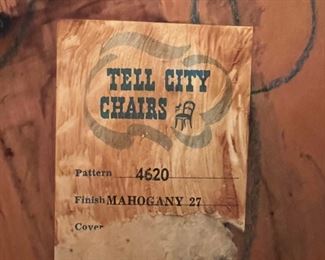 TELL CITY
CHAIRS
Pattern 4620
Finish MAHOGANY 27
Cover